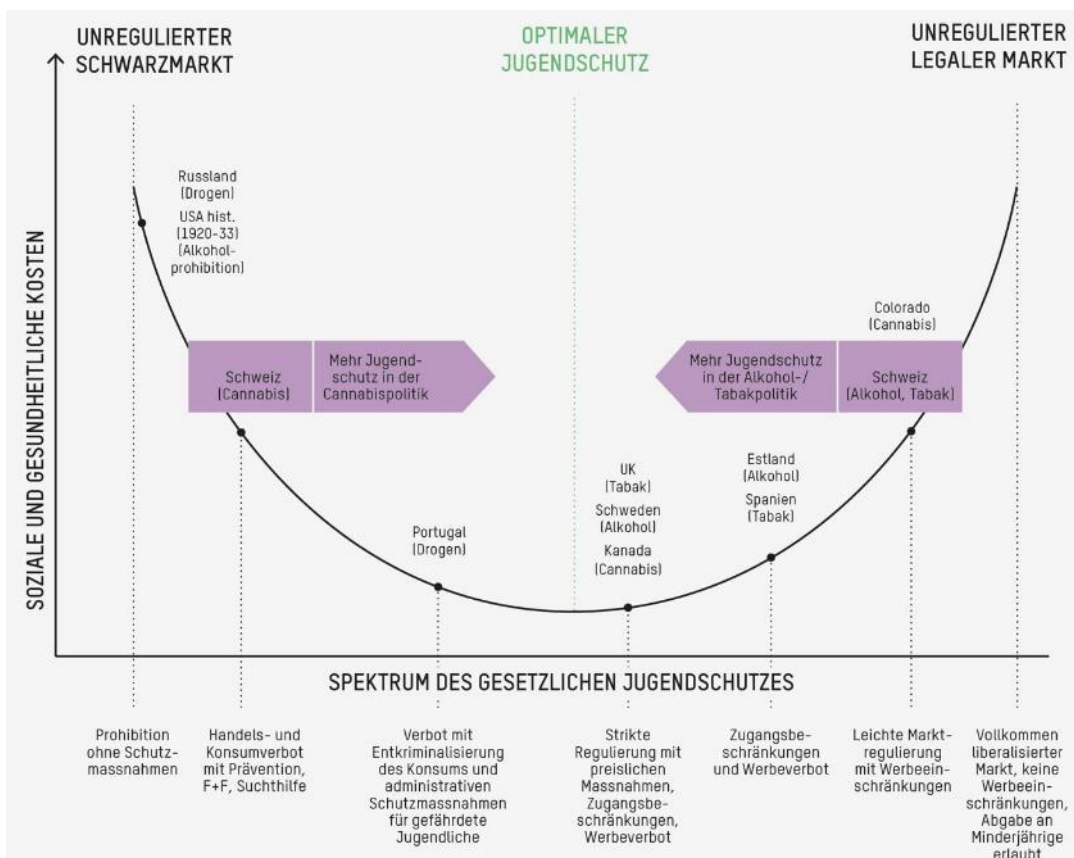 UNREGULIERTER
SCHWARZMARKT
OPTIMALER
JUGENDSCHUTZ
UNREGULIERTER
LEGALER MARKT
SOZIALE UND GESUNDHEITLICHE KOSTEN
Russland
(Drogen)
USA hist.
(1920-33)
(Alkohol-
prohibition)
Schweiz
(Cannabis)
Mehr Jugend-
schutz in der
Cannabispolitik
Portugal
(Drogen)
UK
(Tabak)
Schweden
(Alkohol)
Kanada
(Cannabis)
Mehr Jugendschutz
in der Alkohol-/
Tabakpolitik
Estland
(Alkohol)
Spanien
(Tabak)
Colorado
(Cannabis)
Schweiz
(Alkohol, Tabak)
SPEKTRUM DES GESETZLICHEN JUGENDSCHUTZES
Prohibition
ohne Schutz-
massnahmen
Handels- und
Konsumverbot
mit Prävention,
F+F, Suchthilfe
Verbot mit
Entkriminalisierung
des Konsums und
administrativen
Schutzmassnahmen
für gefährdete
Jugendliche
Strikte
Regulierung mit
preislichen
Massnahmen,
Zugangsbe-
schränkungen,
Werbeverbot
Zugangsbe-
schränkungen
und Werbeverbot
Leichte Markt-
regulierung
mit Werbeein-
schränkungen
Vollkommen
liberalisierter
Markt, keine
Werbeein-
schränkungen,
Abgabe an
Minderjährige
erlaubt